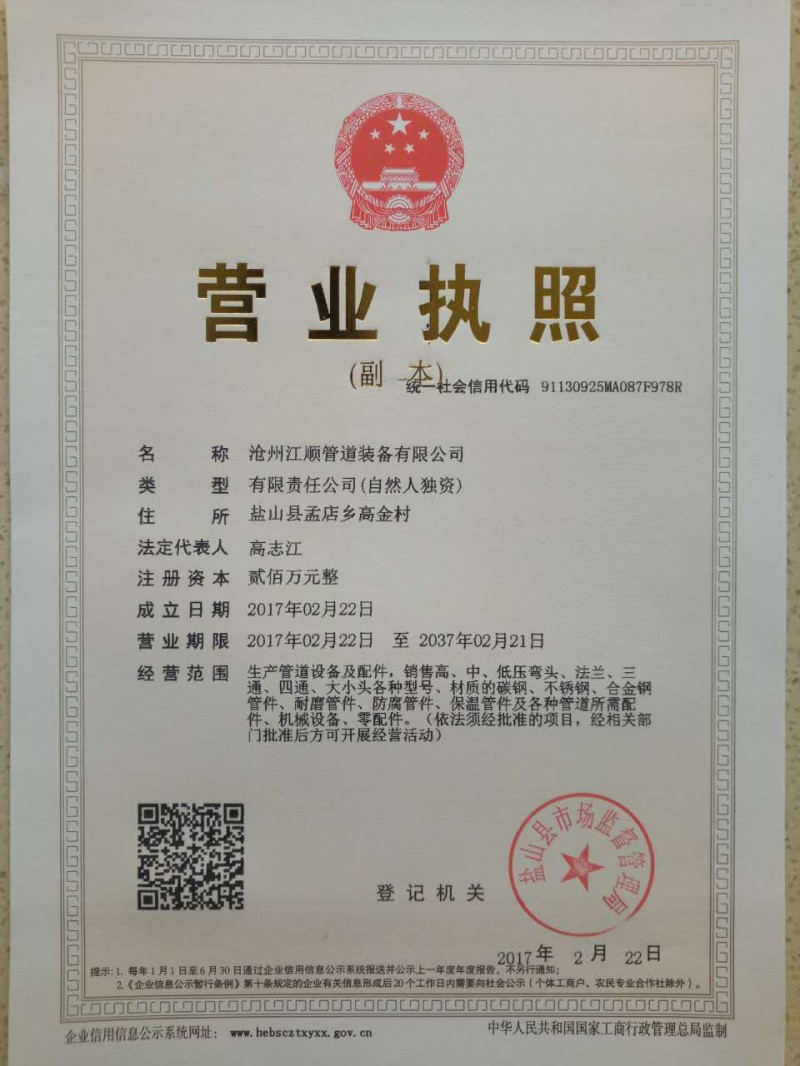 营业执照
(副 本)
统一社会信用代码 91130925MA087F978R
名 称 沧州江顺管道装备有限公司
类 型 有限责任公司(自然人独资)
住 所 盐山县孟店乡高金村
法定代表人 高志江
注册资本 贰佰万元整
成立日期 2017年02月22日
营业期限 2017年02月22日 至 2037年02月21日
经营范围 生产管道设备及配件,销售高、中、低压弯头、法兰、三
通、四通、大小头各种型号、材质的碳钢、不锈钢、合金钢
管件、耐磨管件、防腐管件、保温管件及各种管道所需配
件、机械设备、零配件。(依法须经批准的项目,经相关部
门批准后方可开展经营活动)
盐山县市场监督管理局
登记机关
2017年 2月 22日
提示:1. 每年1月1日至6月30日通过企业信用信息公示系统报送并公示上一年度年度报告,不另行通知;
2.《企业信息公示暂行条例》第十条规定的企业有关信息形成后20个工作日内需要向社会公示(个体工商户、农民专业合作社除外)。
企业信用信息公示系统网址: www.hebscztxyxx.gov.cn
中华人民共和国国家工商行政管理总局监制